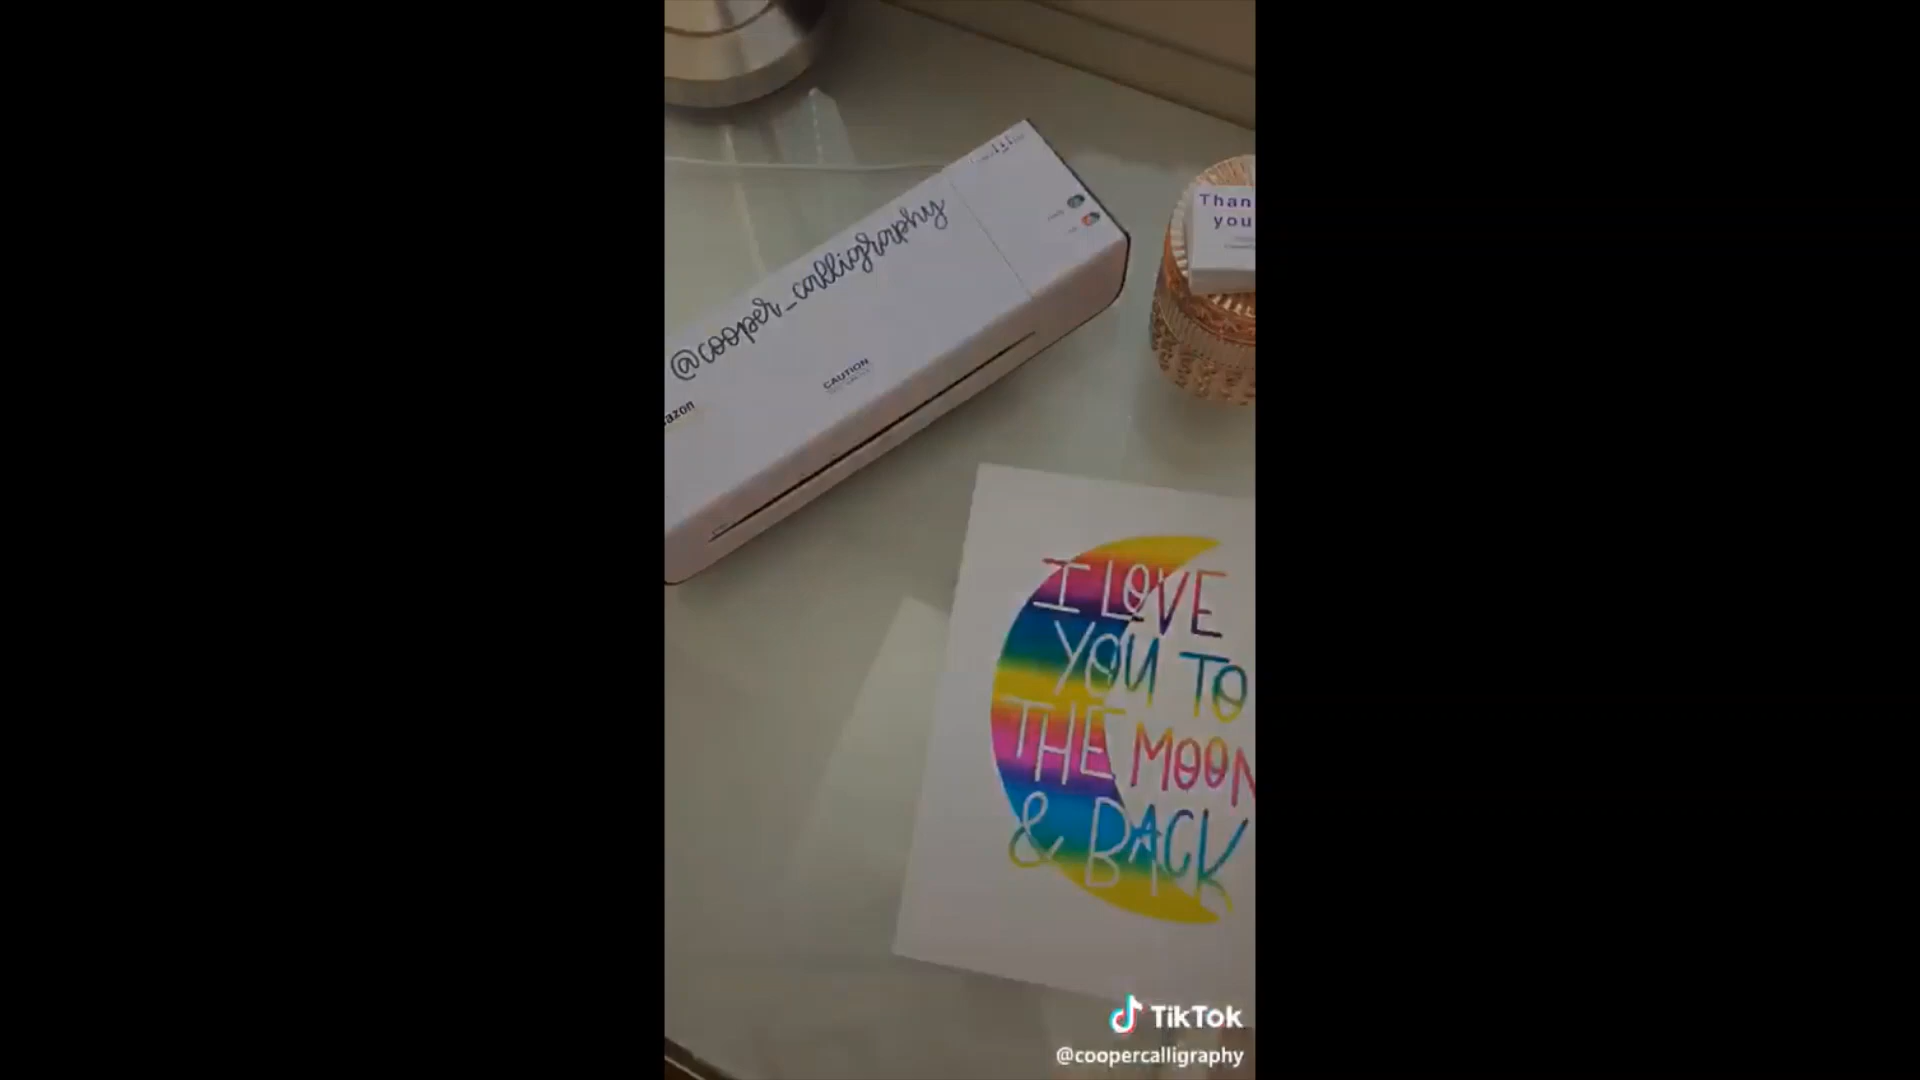 @cooper_calligraphy
CAUTION
azon
Than
you
I LOVE
YOU TO
THE MOON
& BACK
TikTok
@coopercalligraphy